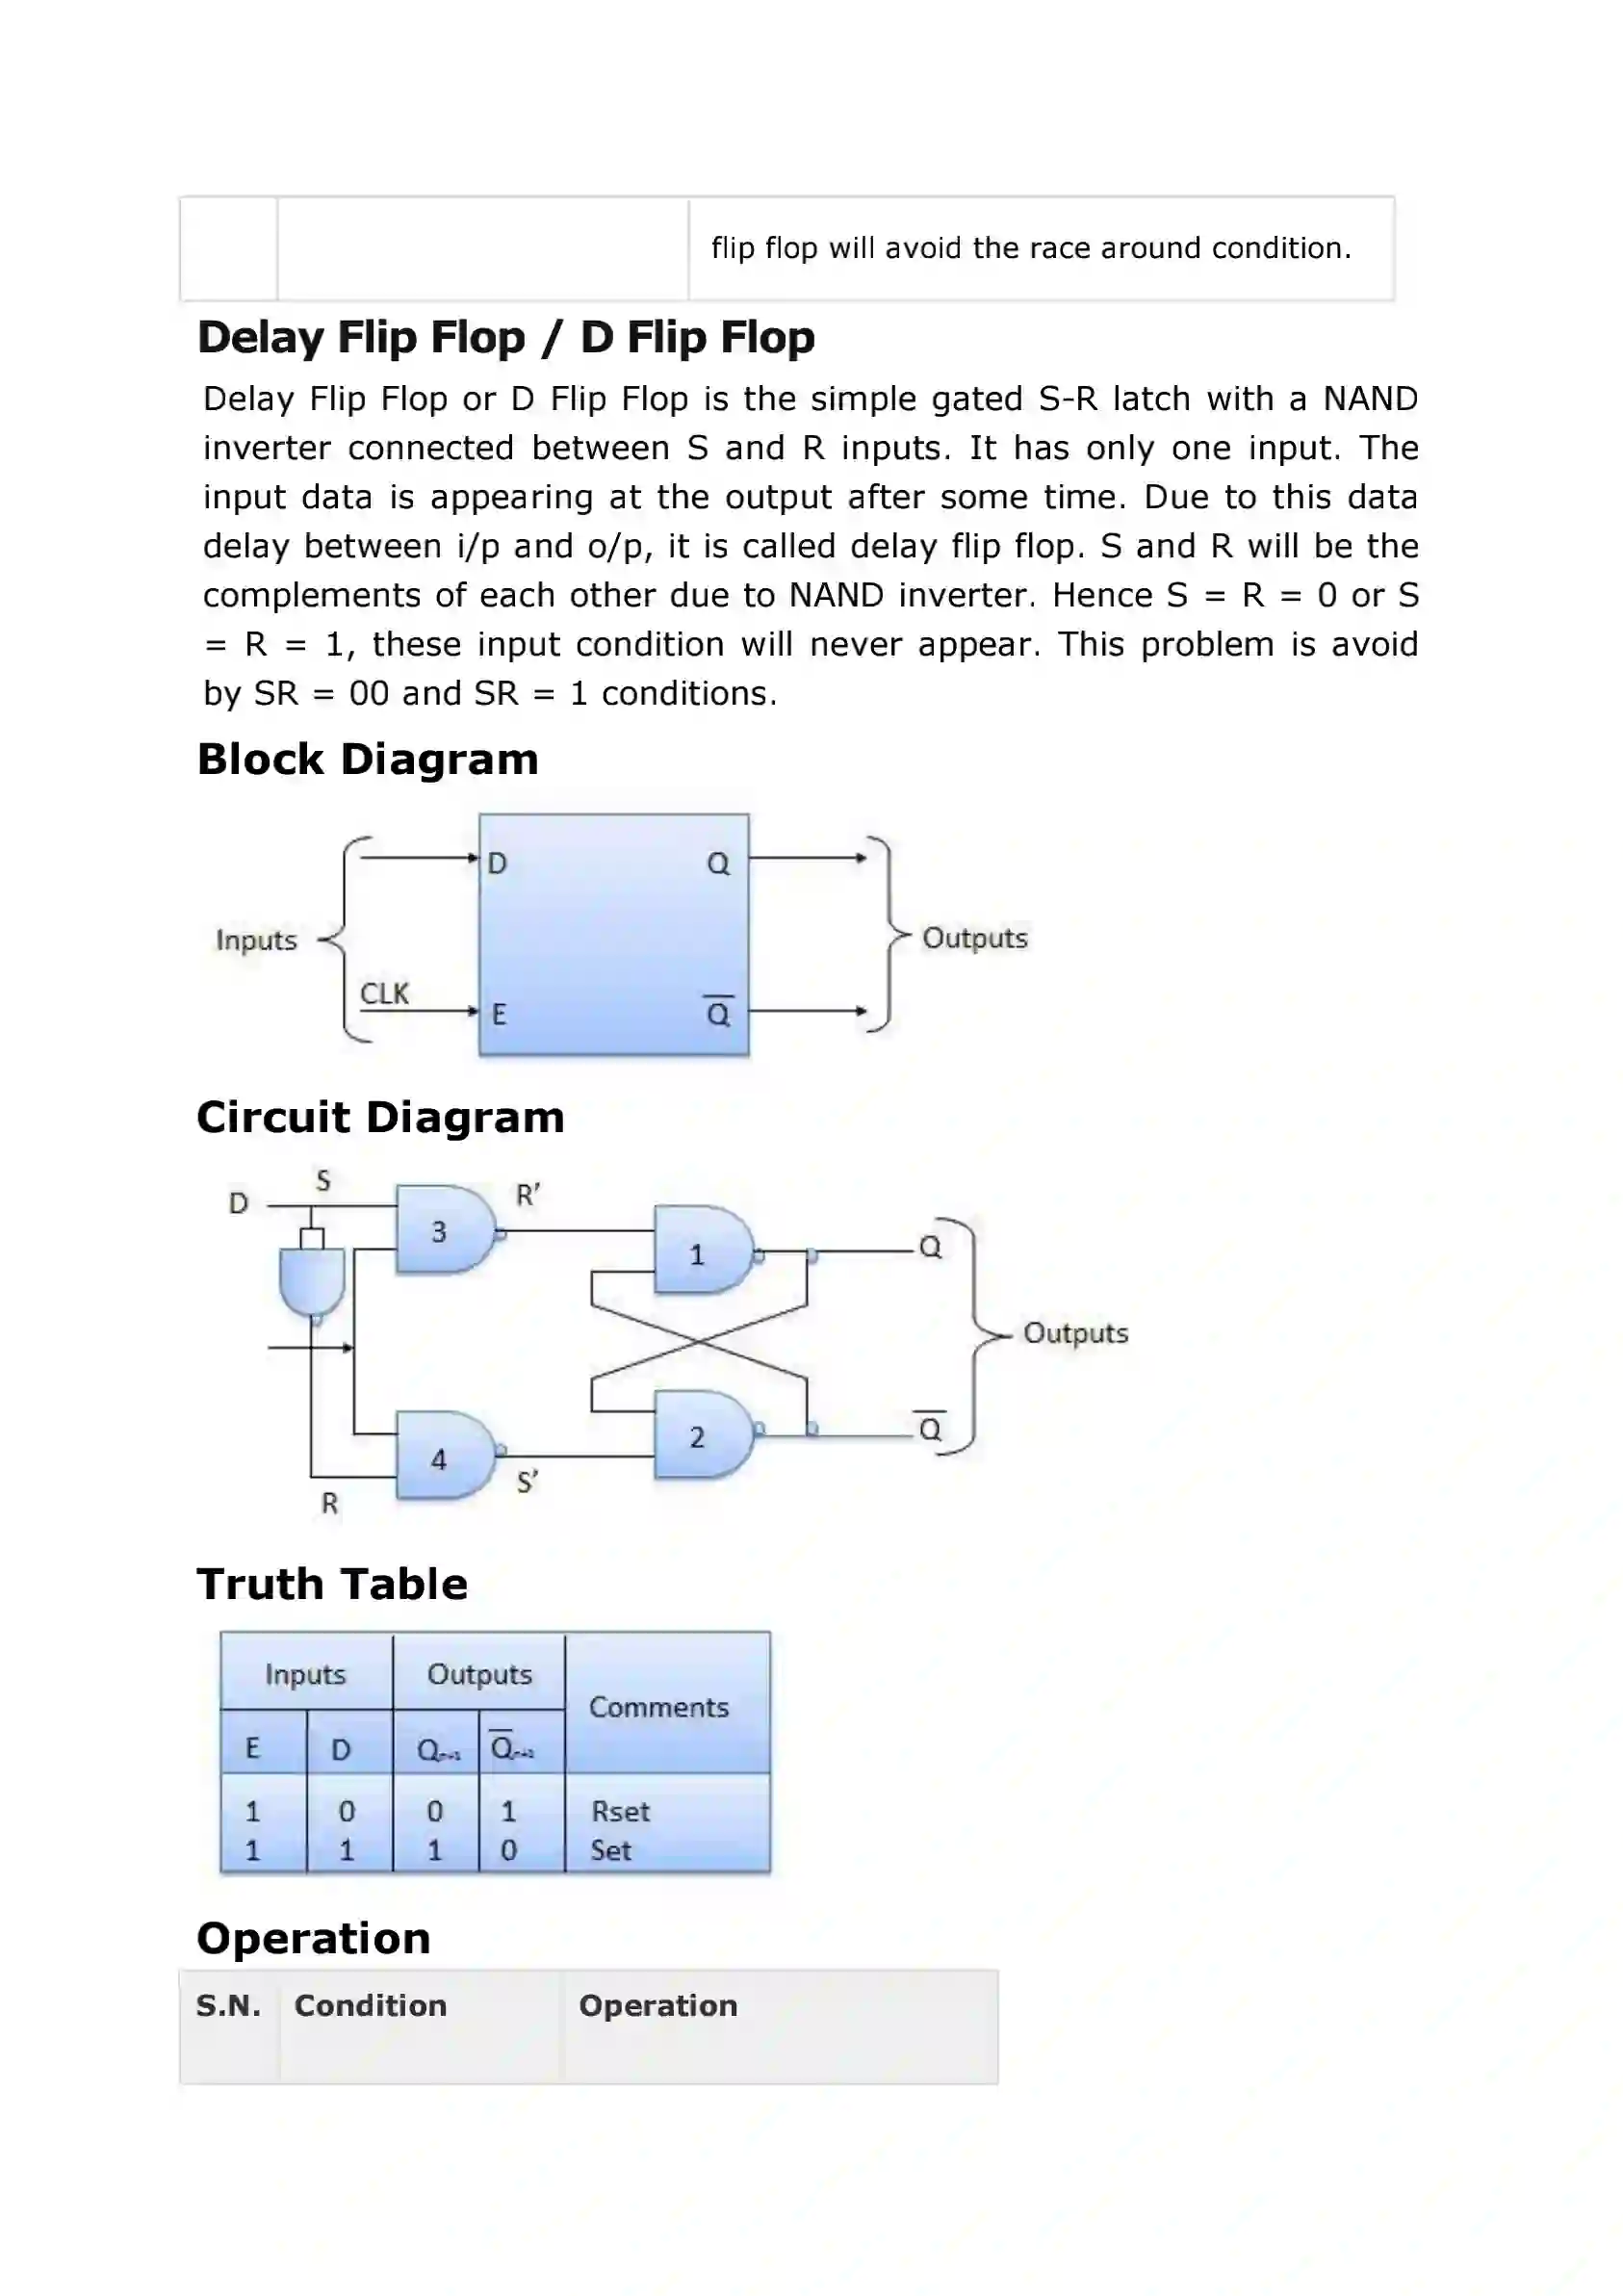 flip flop will avoid the race around condition.
Delay Flip Flop / D Flip Flop
Delay Flip Flop or D Flip Flop is the simple gated S-R latch with a NAND
inverter connected between S and R inputs. It has only one input. The
input data is appearing at the output after some time. Due to this data
delay between i/p and o/p, it is called delay flip flop. S and R will be the
complements of each other due to NAND inverter. Hence S = R = 0 or S
= R = 1, these input condition will never appear. This problem is avoid
by SR = 00 and SR = 1 conditions.
Block Diagram
D Q
Inputs Outputs
CLK
E Q̅
Circuit Diagram
S
D 3 R’
1 Q
Outputs
2 Q̅
4 S’
R
Truth Table
Inputs Outputs
Comments
E D Qₙ₊₁ Q̅ₙ₊₁
1 0 0 1 Rset
1 1 1 0 Set
Operation
S.N. Condition Operation